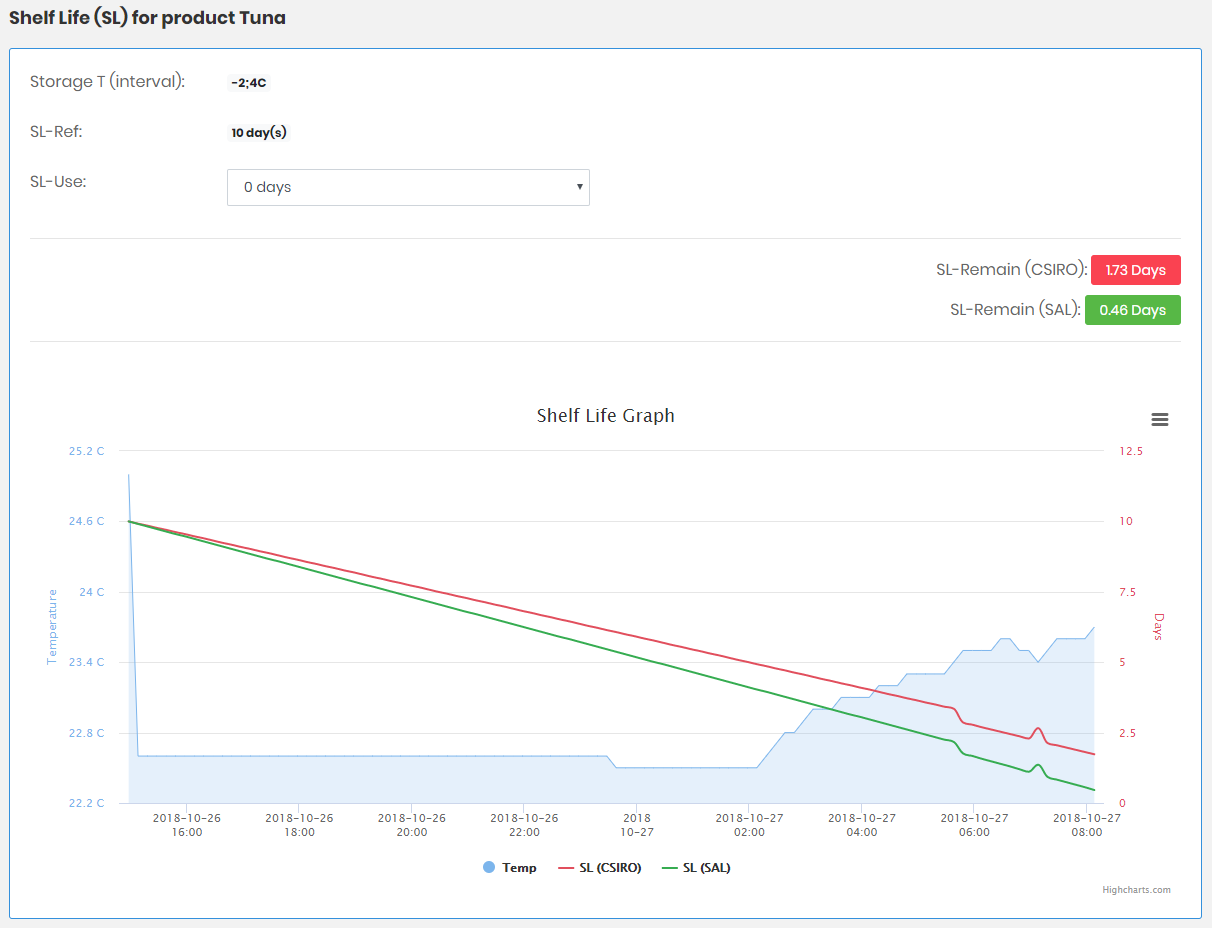 Shelf Life (SL) for product Tuna
Storage T (interval): -2;4C
SL-Ref: 10 day(s)
SL-Use: 0 days
SL-Remain (CSIRO): 1.73 Days
SL-Remain (SAL): 0.46 Days
Shelf Life Graph
25.2 C 12.5
24.6 C 10
24 C 7.5
23.4 C 5
22.8 C 2.5
22.2 C 0
Temperature
Days
2018-10-26 2018-10-26 2018-10-26 2018-10-26 2018 2018-10-27 2018-10-27 2018-10-27 2018-10-27
16:00 18:00 20:00 22:00 10-27 02:00 04:00 06:00 08:00
Temp SL (CSIRO) SL (SAL)
Highcharts.com